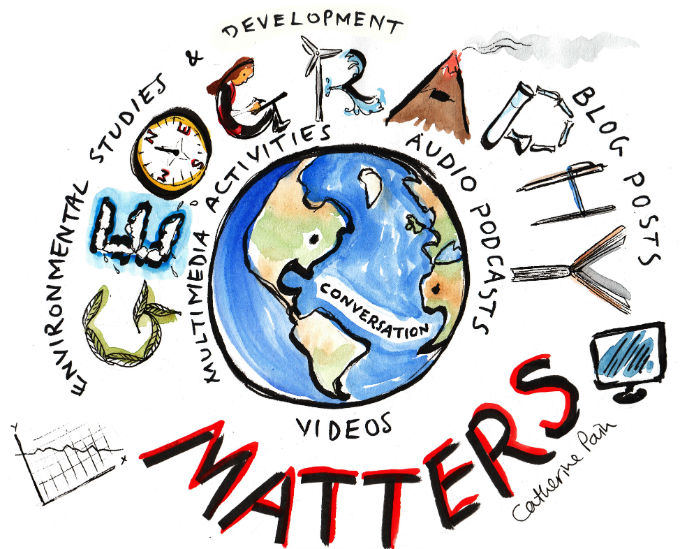 ENVIRONMENTAL STUDIES & DEVELOPMENT
GEOGRAPHY
N E S W
MULTIMEDIA ACTIVITIES
AUDIO PODCASTS
BLOG POSTS
CONVERSATION
VIDEOS
MATTERS
Y
X
Catherine Pain